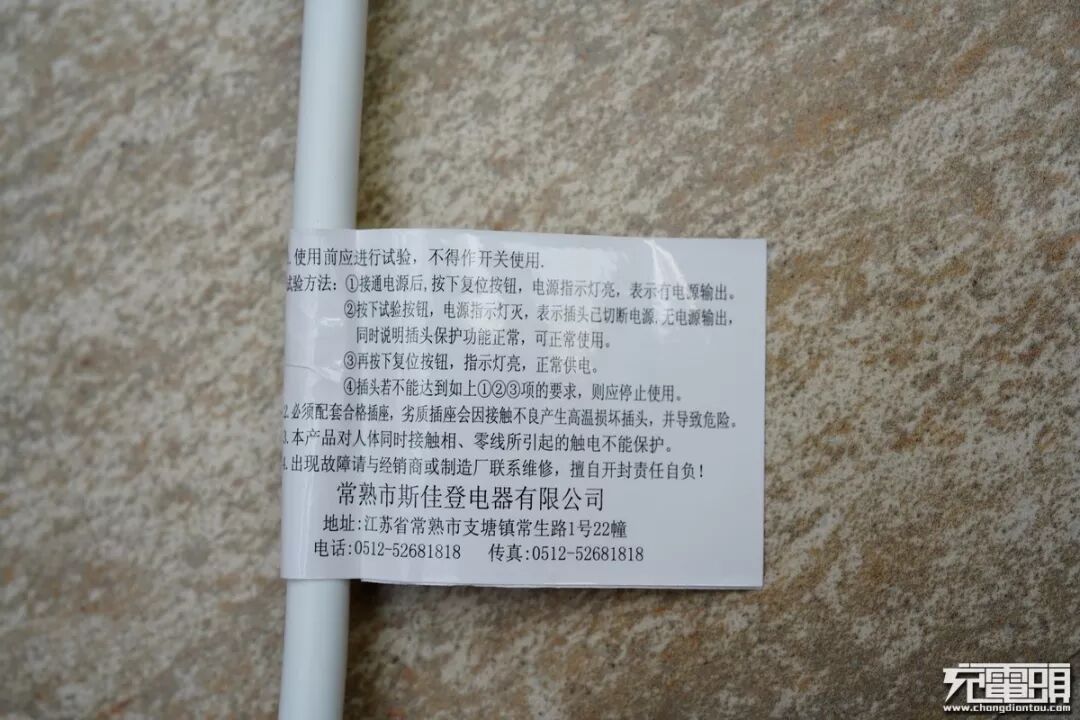 1.使用前应进行试验，不得作开关使用.
试验方法：①接通电源后,按下复位按钮，电源指示灯亮，表示有电源输出。
②按下试验按钮，电源指示灯灭，表示插头已切断电源,无电源输出，
同时说明插头保护功能正常，可正常使用。
③再按下复位按钮，指示灯亮，正常供电。
④插头若不能达到如上①②③项的要求，则应停止使用。
2.必须配套合格插座，劣质插座会因接触不良产生高温损坏插头，并导致危险。
3.本产品对人体同时接触相、零线所引起的触电不能保护。
4.出现故障请与经销商或制造厂联系维修，擅自开封责任自负！
常熟市斯佳登电器有限公司
地址:江苏省常熟市支塘镇常生路1号22幢
电话:0512-52681818 传真:0512-52681818
充電頭
www.chongdiantou.com